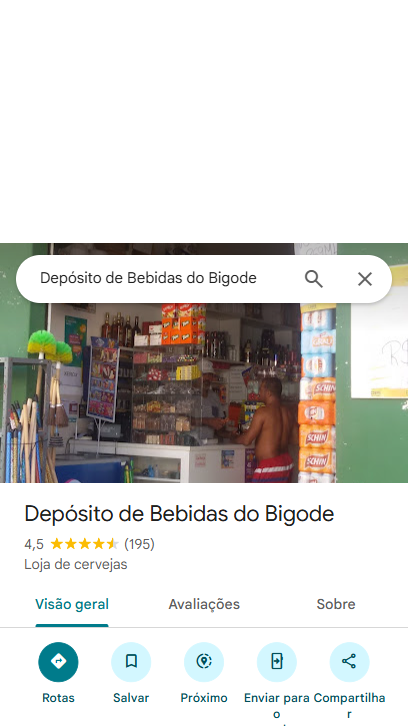 Depósito de Bebidas do Bigode
SCHIN
SCHIN
SCHIN
Depósito de Bebidas do Bigode
4,5 (195)
Loja de cervejas
Visão geral Avaliações Sobre
Rotas Salvar Próximo Enviar para o Compartilhar